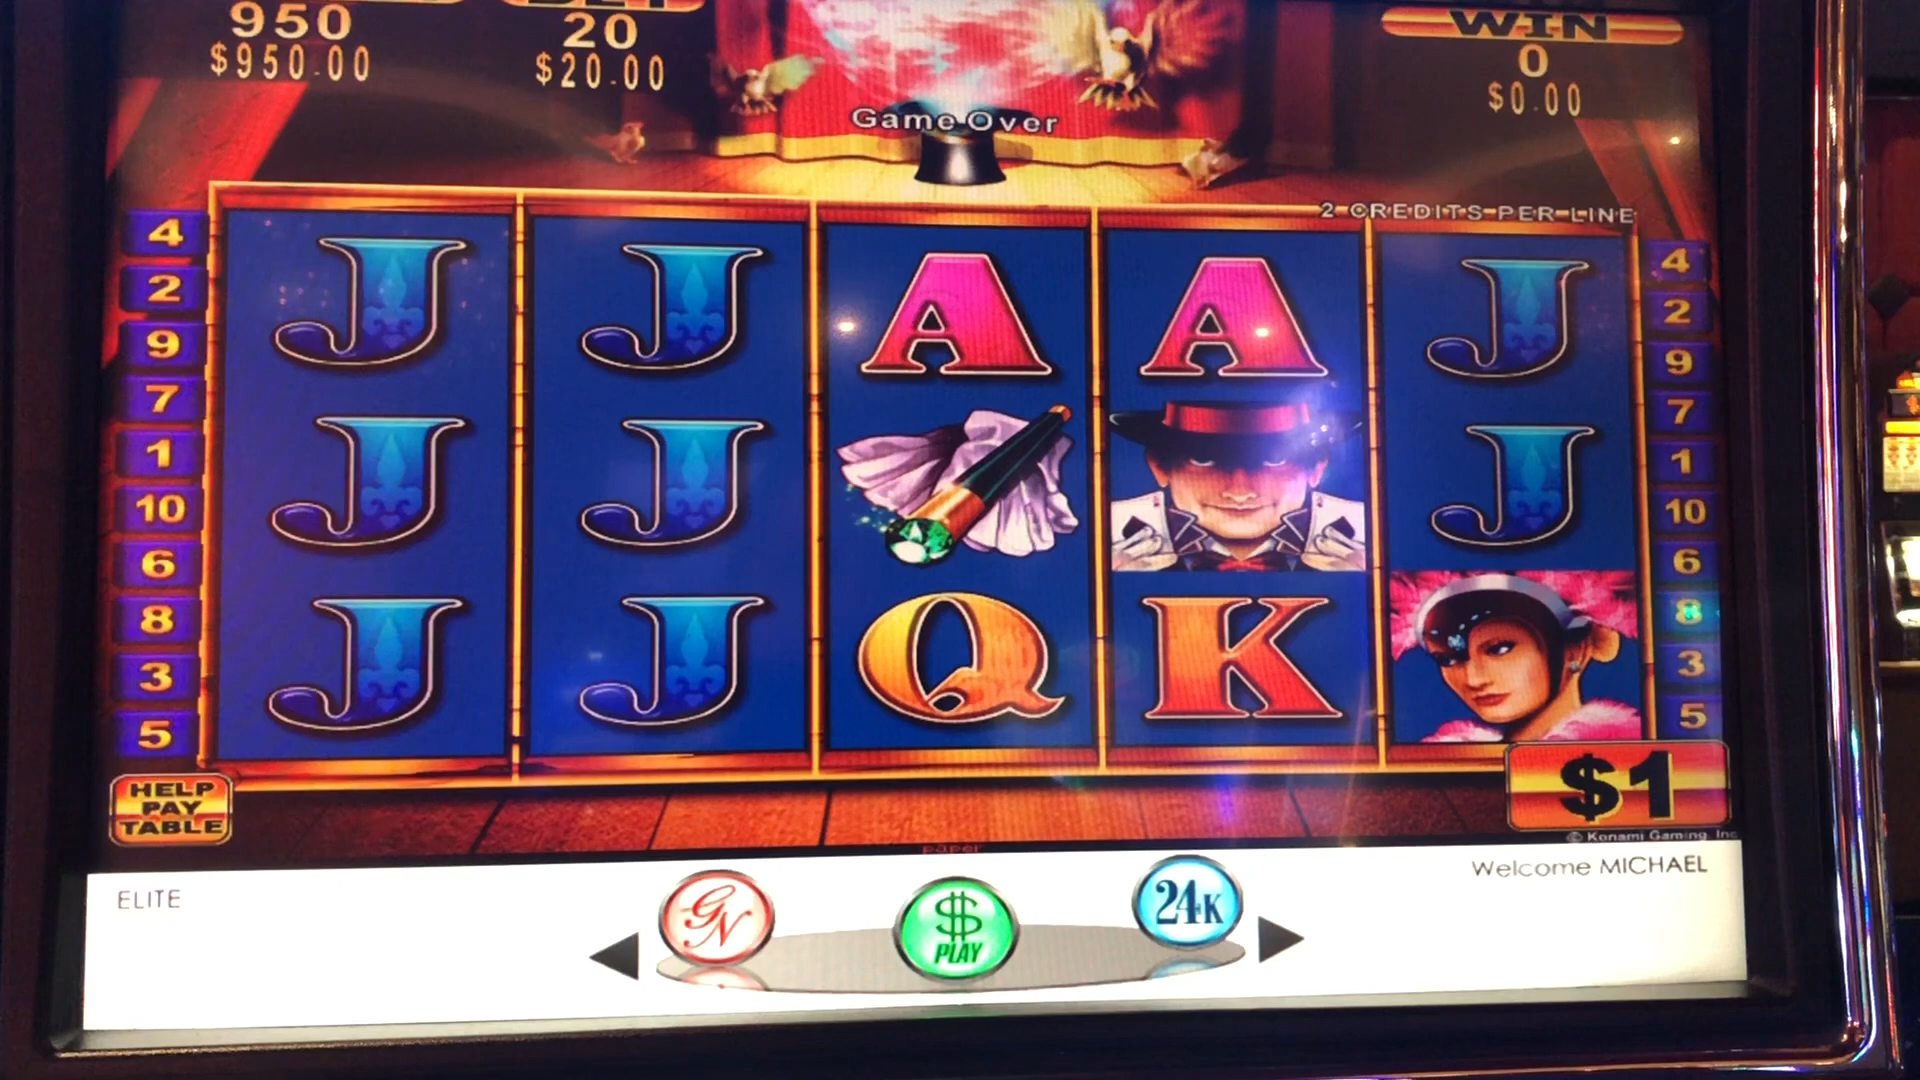 950
$950.00
20
$20.00
WIN
0
$0.00
Game Over
2 CREDITS PER LINE
4
2
9
7
1
10
6
8
3
5
J J A A J
J J J
J J Q K
4
2
9
7
1
10
6
8
3
5
HELP
PAY
TABLE
$1
© Konami Gaming, Inc
paper
Welcome MICHAEL
ELITE
GN
$
PLAY
24K